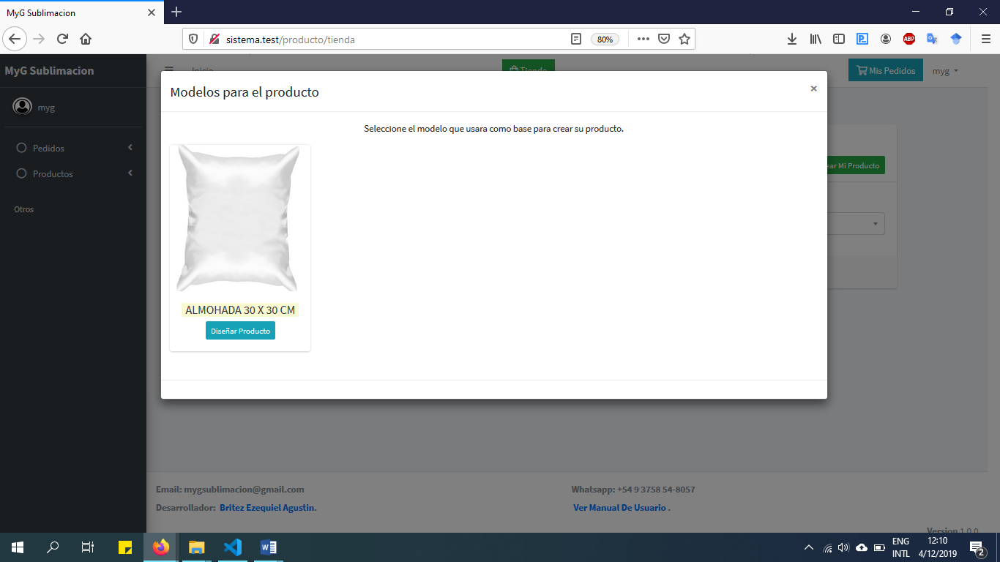 MyG Sublimacion
sistema.test/producto/tienda
80%
MyG Sublimacion
Inicio
Tienda
Mis Pedidos
myg
myg
Pedidos
Productos
Otros
Modelos para el producto
×
Seleccione el modelo que usara como base para crear su producto.
ALMOHADA 30 X 30 CM
Diseñar Producto
ear Mi Producto
Email: mygsublimacion@gmail.com
Whatsapp: +54 9 3758 54-8057
Desarrollador: Britez Ezequiel Agustin.
Ver Manual De Usuario .
Version 1.0.0
ABP
ENG
INTL
12:10
4/12/2019
2